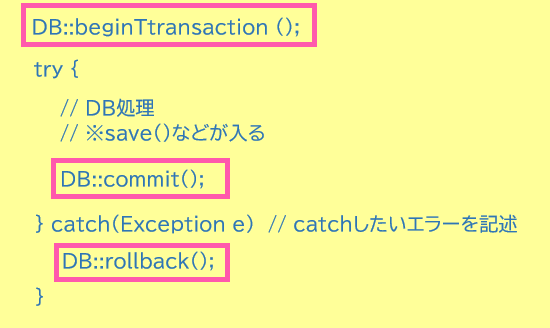 DB::beginTtransaction ();
try {
// DB処理
// ※save()などが入る
DB::commit();
} catch(Exception e)  // catchしたいエラーを記述
DB::rollback();
}